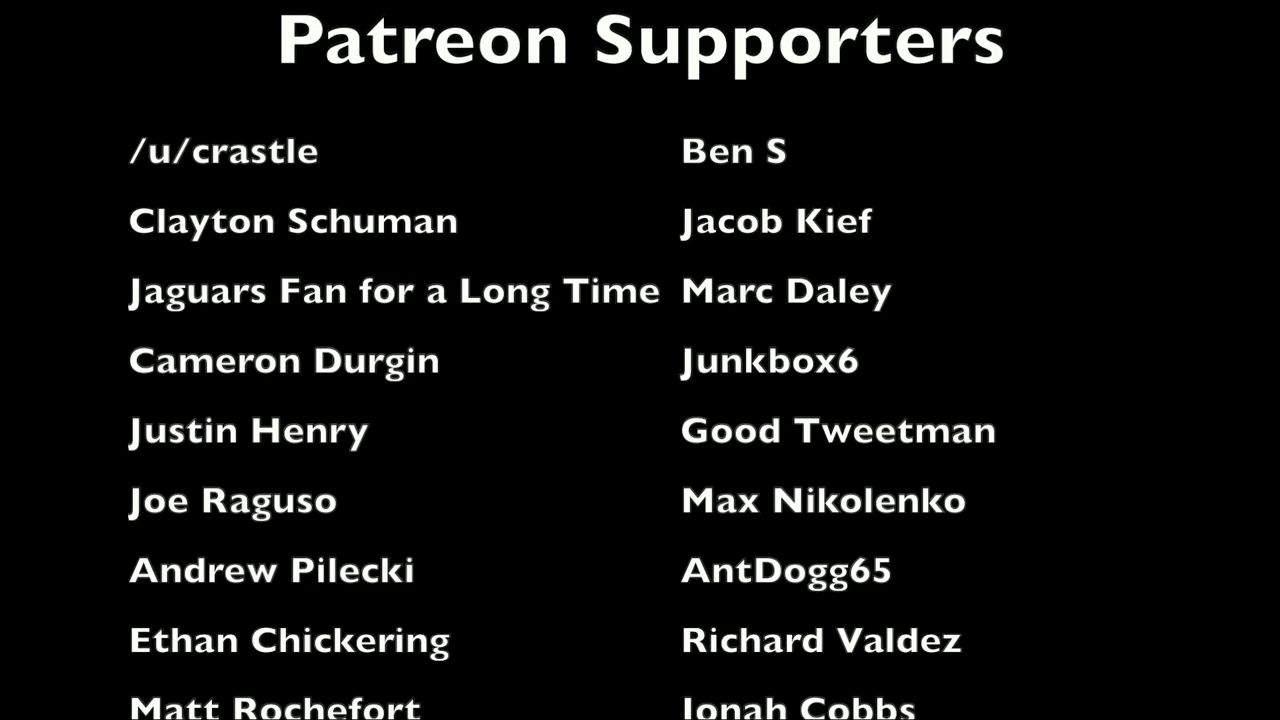 Patreon Supporters
/u/crastle
Ben S
Clayton Schuman
Jacob Kief
Jaguars Fan for a Long Time
Marc Daley
Cameron Durgin
Junkbox6
Justin Henry
Good Tweetman
Joe Raguso
Max Nikolenko
Andrew Pilecki
AntDogg65
Ethan Chickering
Richard Valdez
Matt Rochefort
Jonah Cobbs